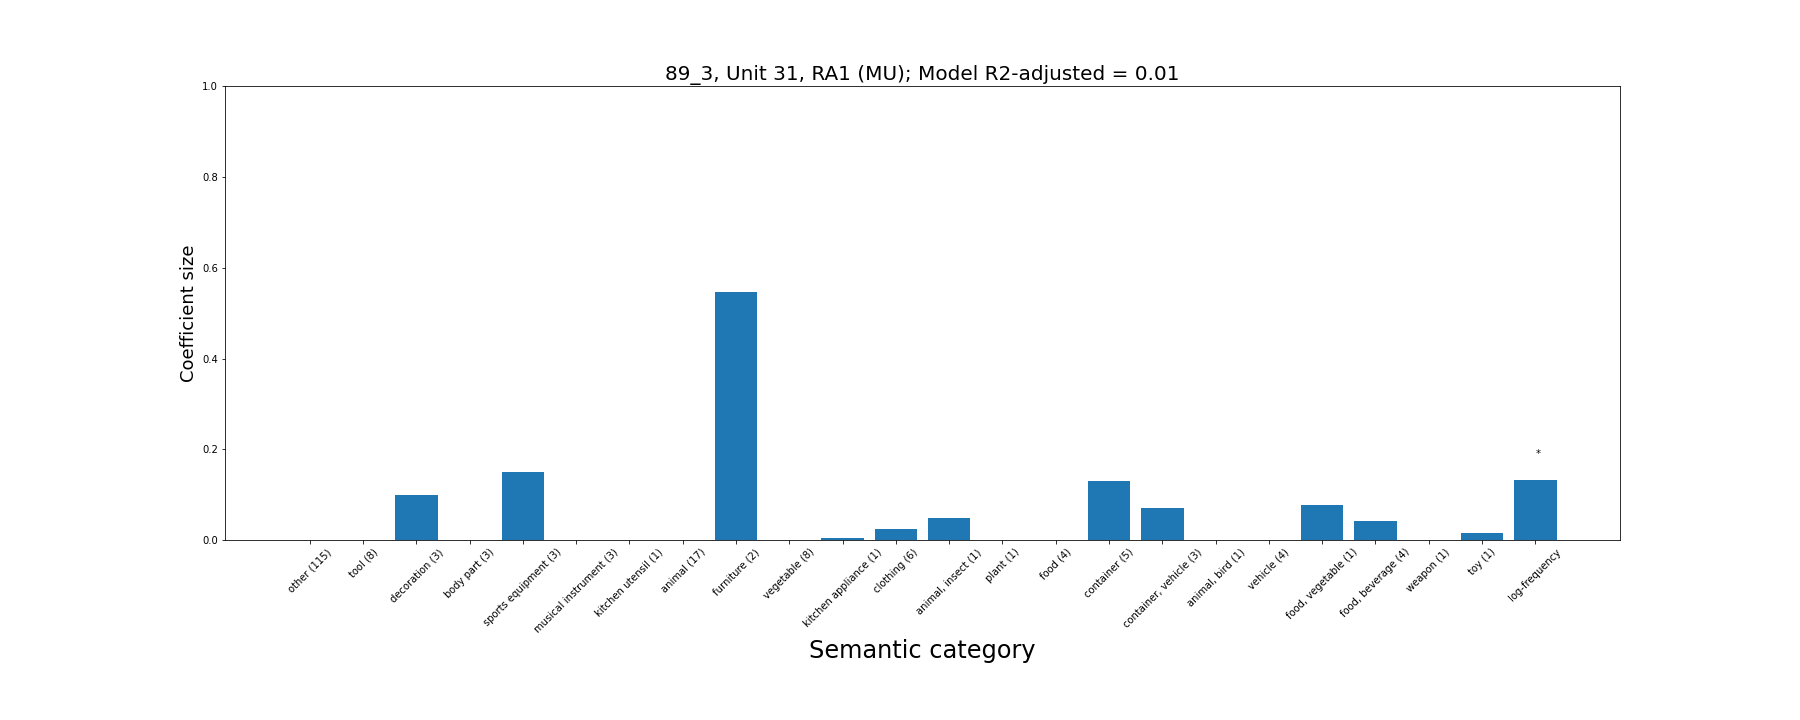 89_3, Unit 31, RA1 (MU); Model R2-adjusted = 0.01
1.0
0.8
0.6
0.4
0.2
0.0
Coefficient size
*
other (115)
tool (8)
decoration (3)
body part (3)
sports equipment (3)
musical instrument (3)
kitchen utensil (1)
animal (17)
furniture (2)
vegetable (8)
kitchen appliance (1)
clothing (6)
animal, insect (1)
plant (1)
food (4)
container (5)
container, vehicle (3)
animal, bird (1)
vehicle (4)
food, vegetable (1)
food, beverage (4)
weapon (1)
toy (1)
log-frequency
Semantic category